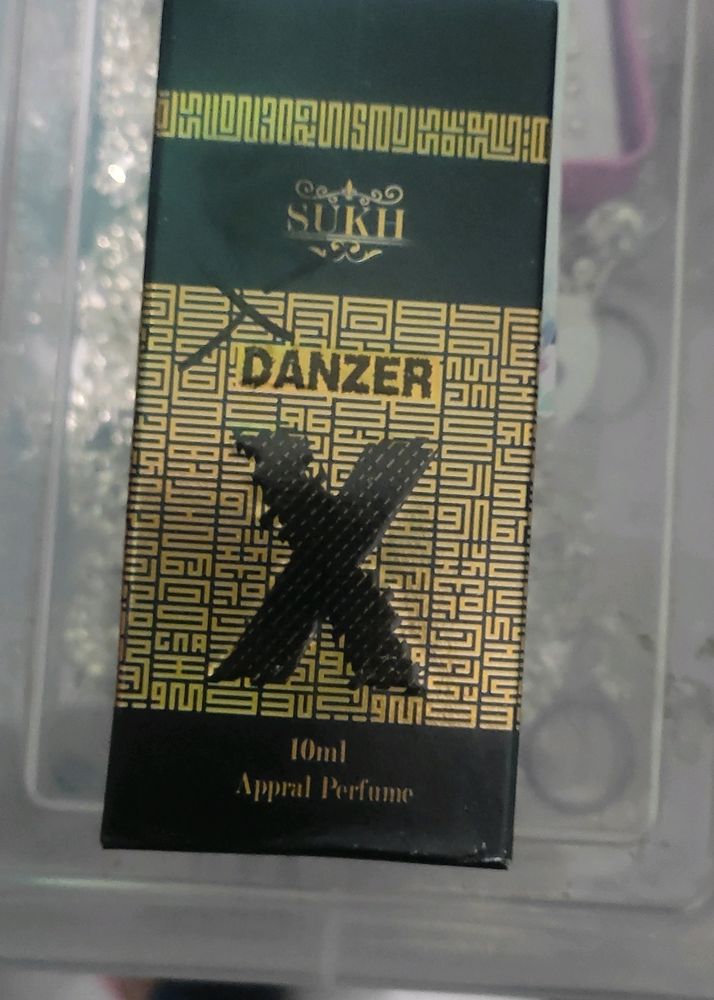 SUKH
DANZER
X
10ml
Appral Perfume